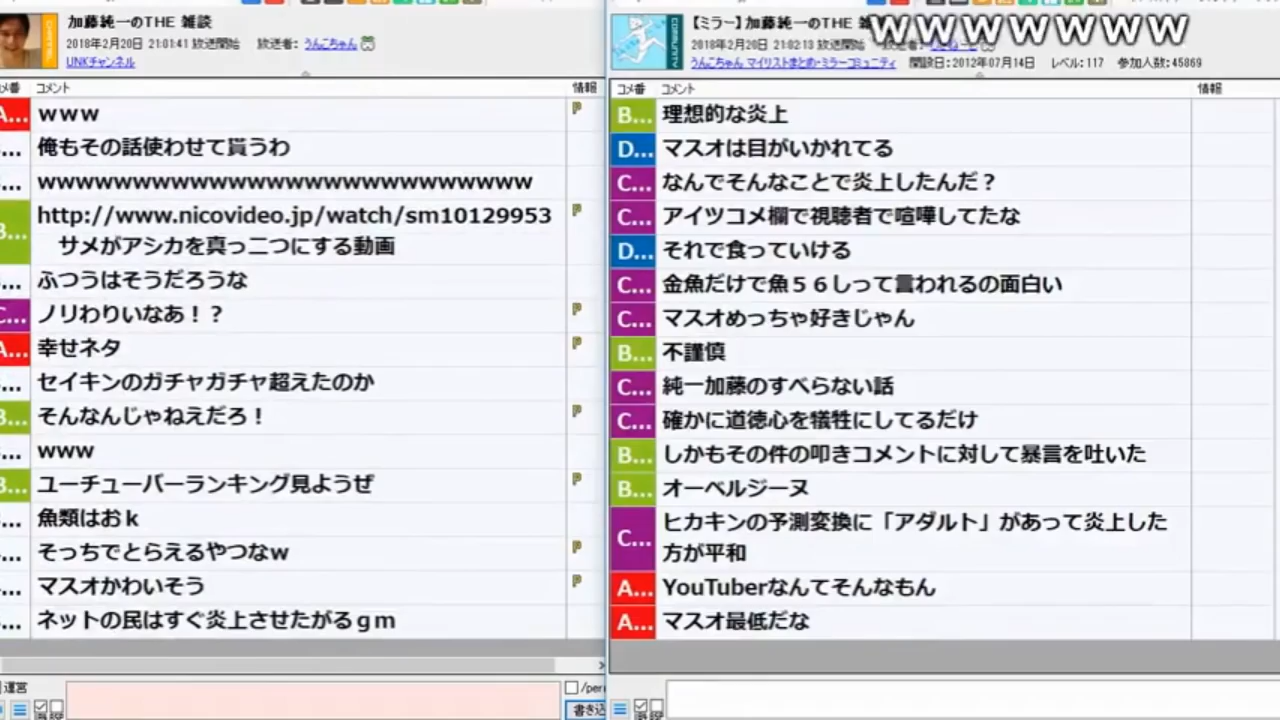 加藤純一のTHE 雑談
2018年2月20日 21:01:41 放送開始 放送者: うんこちゃん
UNKチャンネル
コメ番 コメント 情報
A... www P
... 俺もその話使わせて貰うわ
... wwwwwwwwwwwwwwwwwwwwwwwwww
B... http://www.nicovideo.jp/watch/sm10129953 P
サメがアシカを真っ二つにする動画
... ふつうはそうだろうな
C... ノリわりいなあ！？ P
A... 幸せネタ P
... セイキンのガチャガチャ超えたのか
B... そんなんじゃねえだろ！ P
... www
B... ユーチューバーランキング見ようぜ P
... 魚類はおｋ
... そっちでとらえるやつなw P
... マスオかわいそう P
... ネットの民はすぐ炎上させたがるｇｍ
運営
/per
書き込
【ミラー】加藤純一のTHE 雑
wwwwwww
2018年2月20日 21:02:13 放送開始
COMMUNITY
うんこちゃん マイリストまとめ・ミラーコミュニティ 開設日:2012年07月14日 レベル:117 参加人数:45869
コメ番 コメント 情報
B... 理想的な炎上
D... マスオは目がいかれてる
C... なんでそんなことで炎上したんだ？
C... アイツコメ欄で視聴者で喧嘩してたな
D... それで食っていける
C... 金魚だけで魚５６しって言われるの面白い
C... マスオめっちゃ好きじゃん
B... 不謹慎
C... 純一加藤のすべらない話
C... 確かに道徳心を犠牲にしてるだけ
B... しかもその件の叩きコメントに対して暴言を吐いた
B... オーベルジーヌ
C... ヒカキンの予測変換に「アダルト」があって炎上した
方が平和
A... YouTuberなんてそんなもん
A... マスオ最低だな